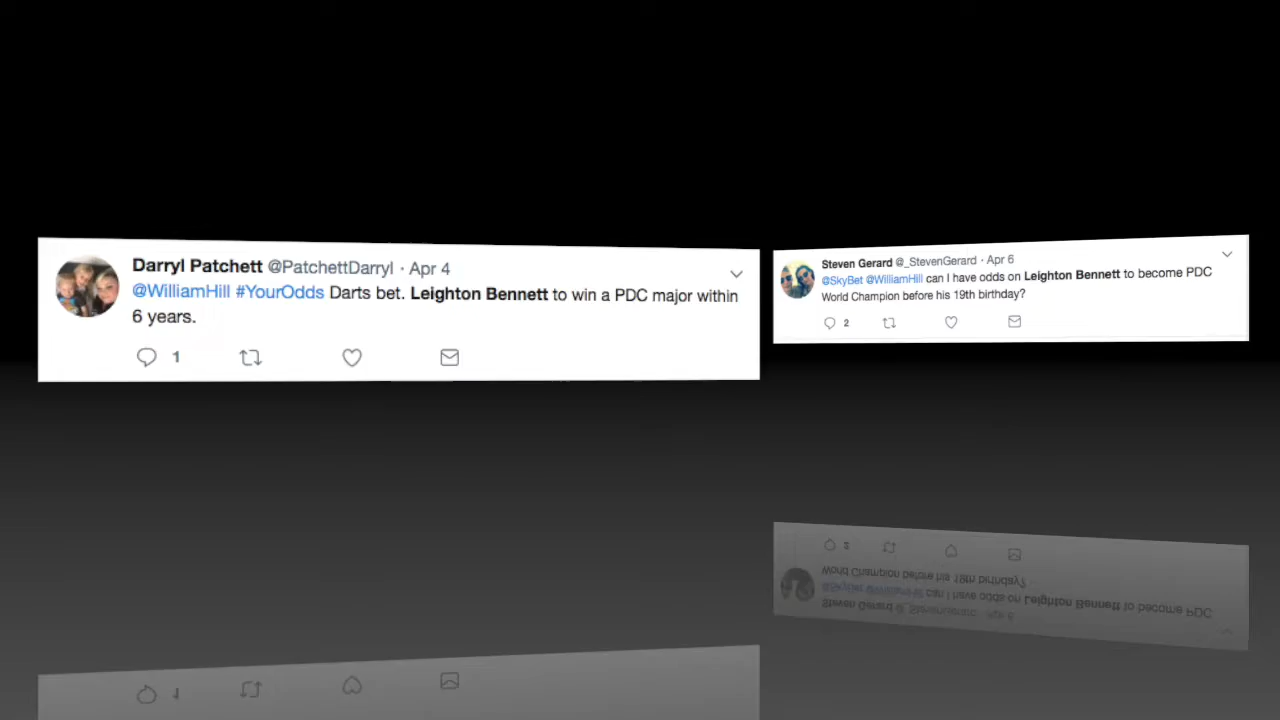 Darryl Patchett @PatchettDarryl · Apr 4
@WilliamHill #YourOdds Darts bet. Leighton Bennett to win a PDC major within
6 years.
1
Steven Gerard @_StevenGerard · Apr 6
@SkyBet @WilliamHill can I have odds on Leighton Bennett to become PDC
World Champion before his 19th birthday?
2